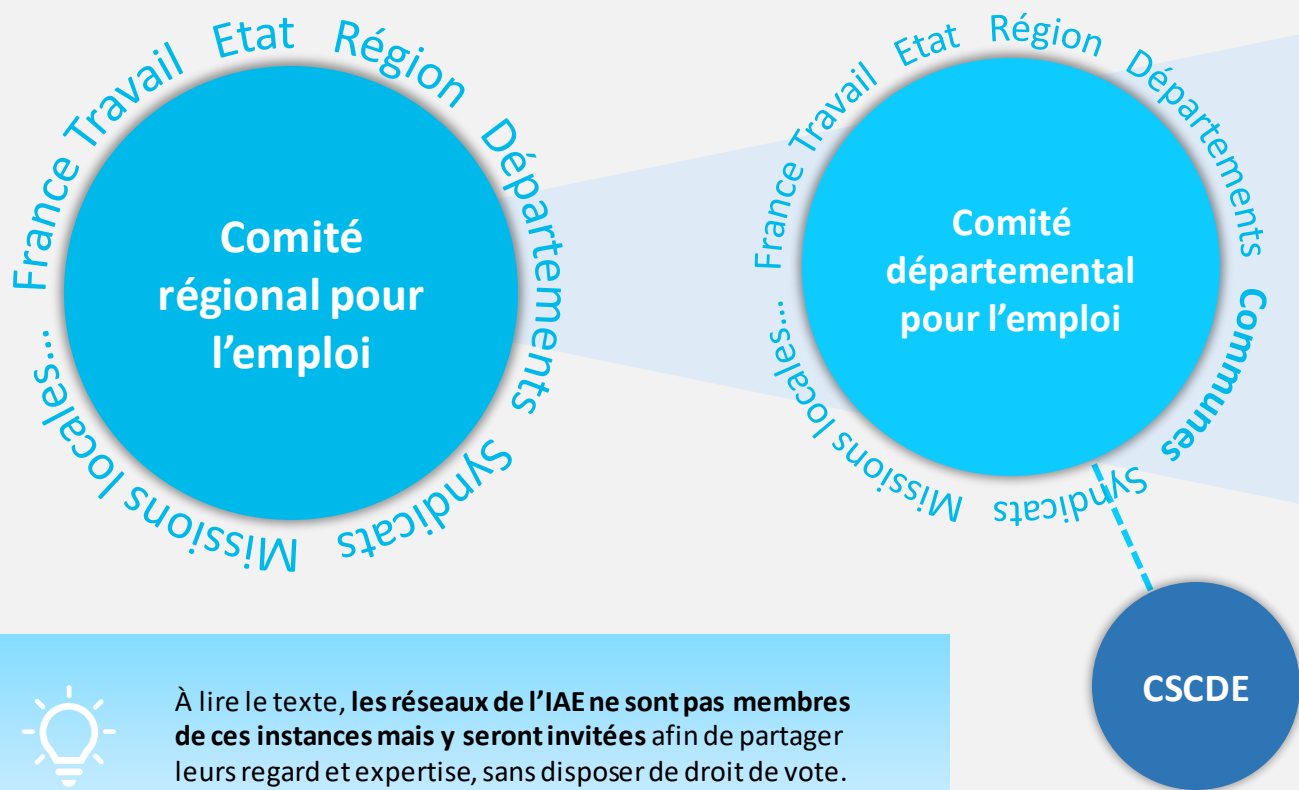 France Travail Etat Région Départements Syndicats Missions locales...
Comité
régional pour
l'emploi
France Travail Etat Région Départements Communes Syndicats Missions locales...
Comité
départemental
pour l'emploi
CSCDE
À lire le texte, les réseaux de l'IAE ne sont pas membres
de ces instances mais y seront invitées afin de partager
leurs regard et expertise, sans disposer de droit de vote.